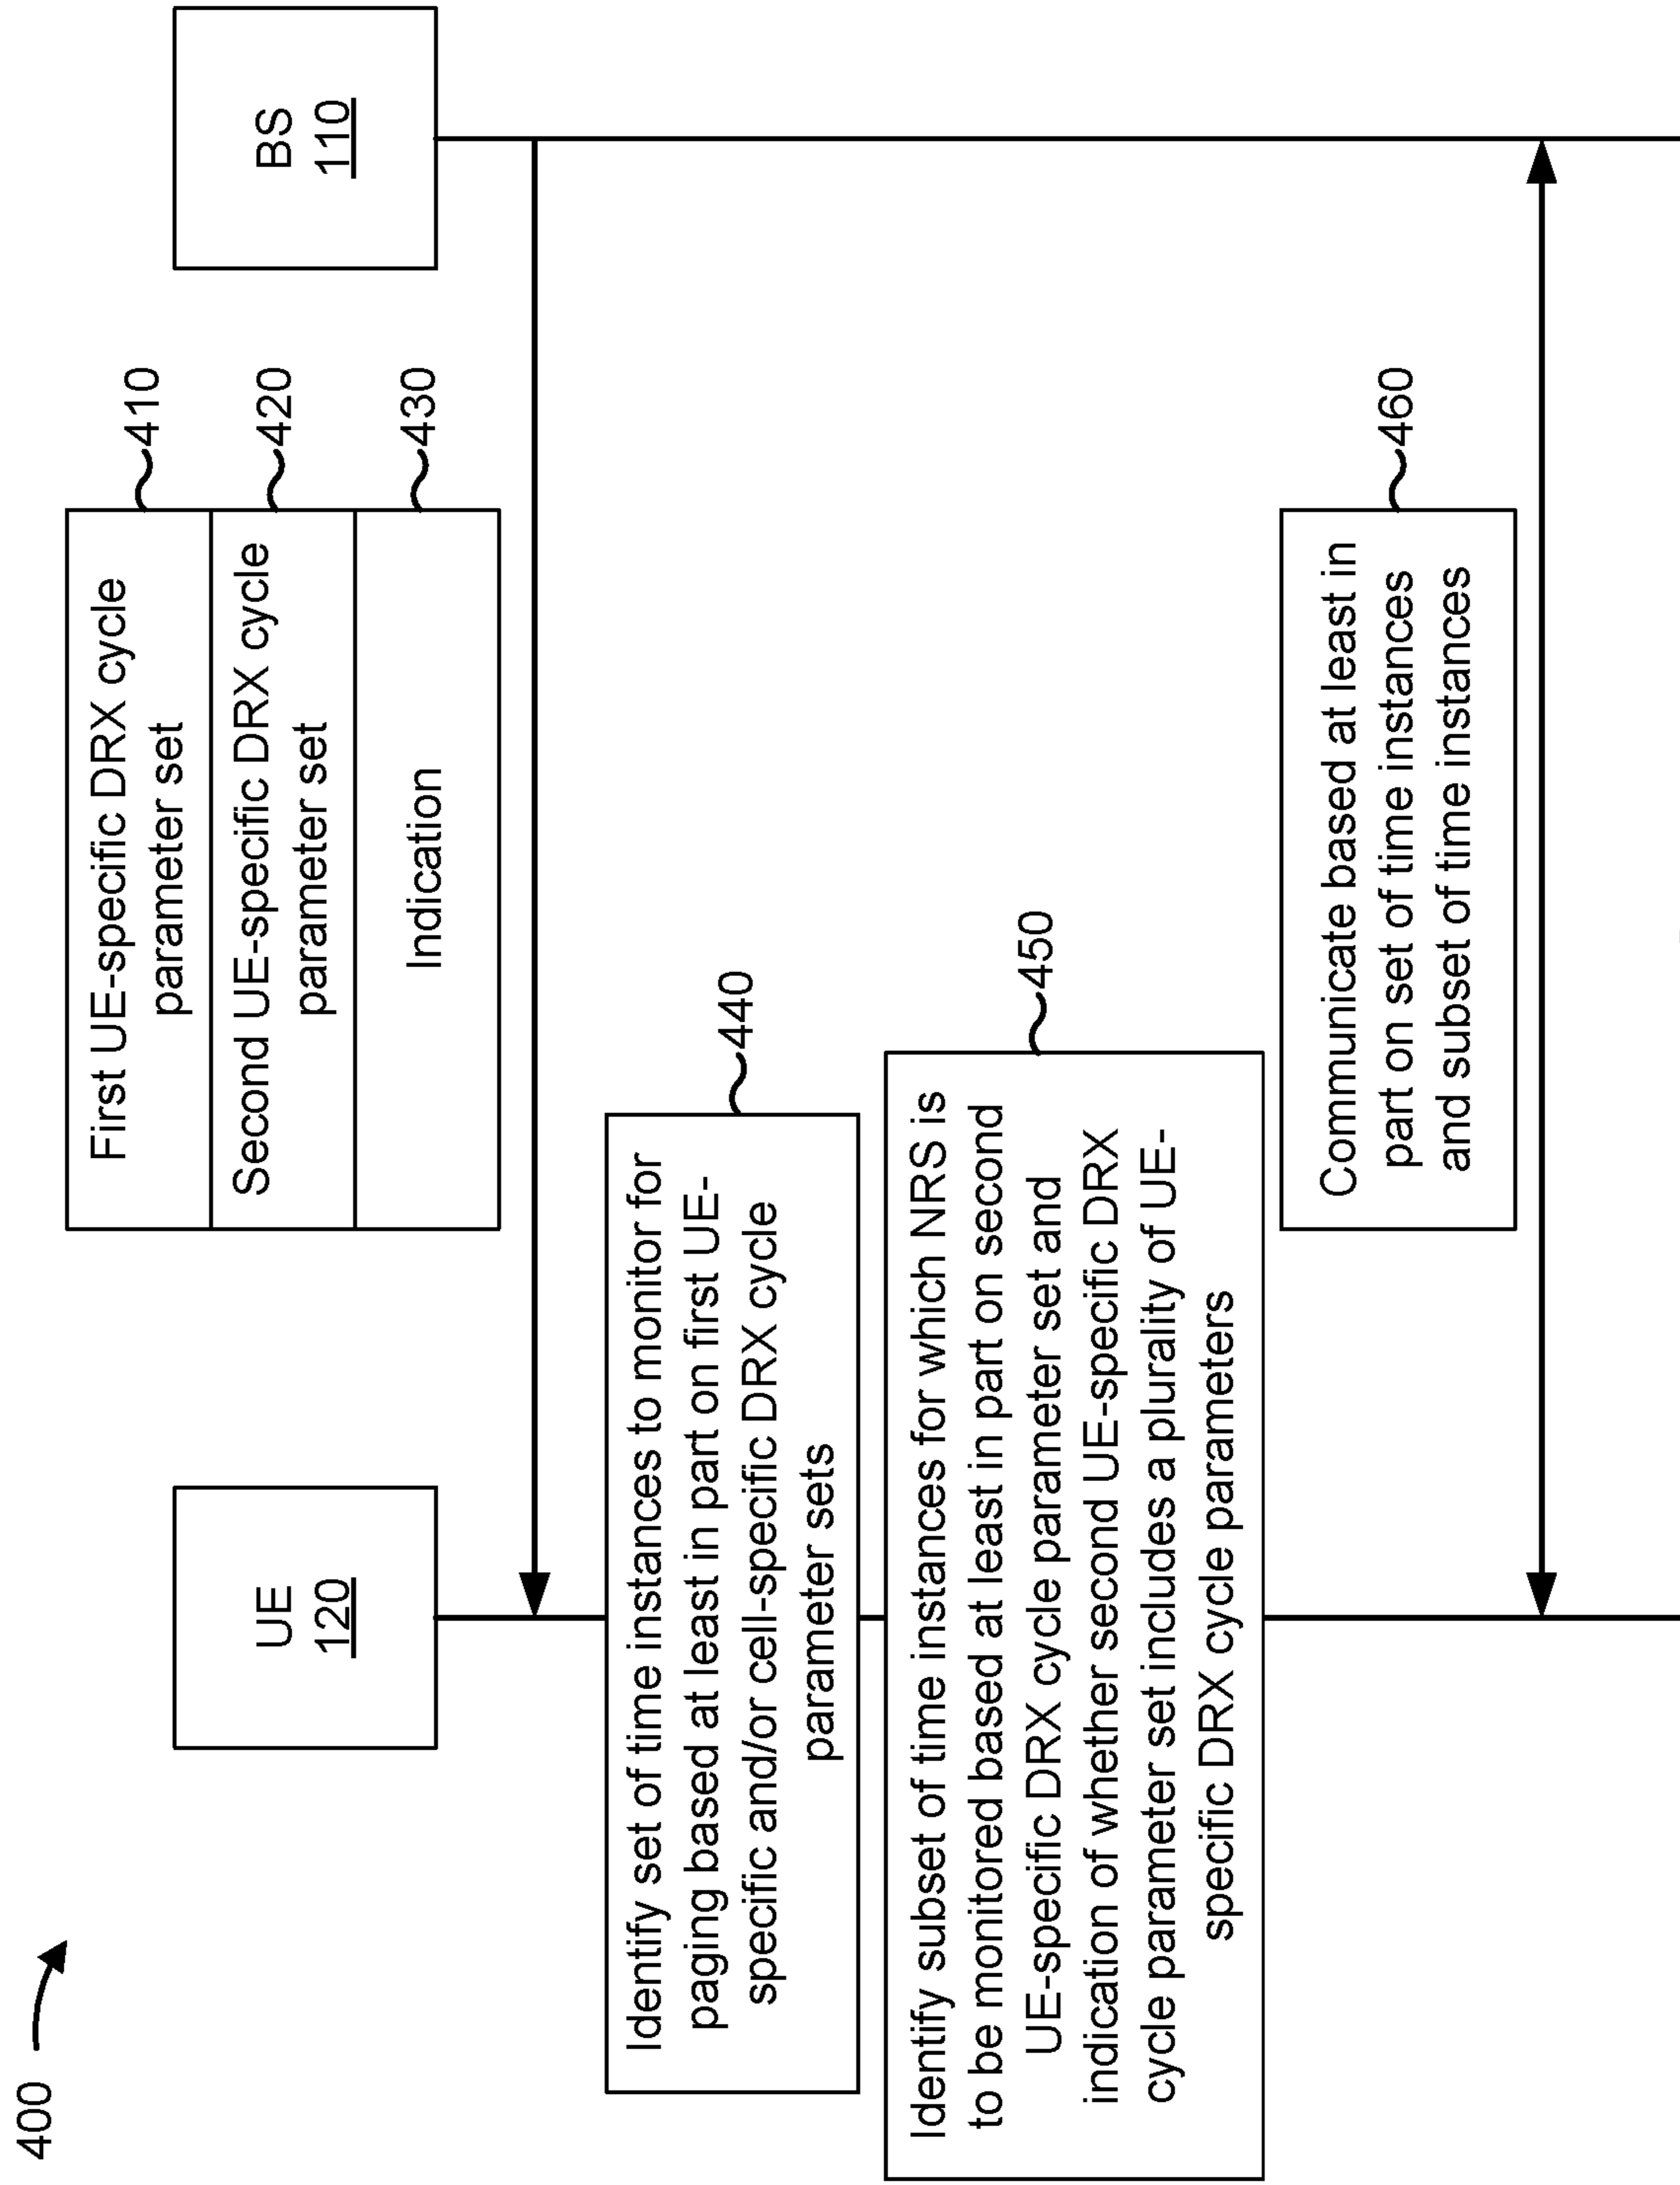 400
UE
120
BS
110
First UE-specific DRX cycle
parameter set
410
Second UE-specific DRX cycle
parameter set
420
Indication
430
Identify set of time instances to monitor for
paging based at least in part on first UE-
specific and/or cell-specific DRX cycle
parameter sets
440
Identify subset of time instances for which NRS is
to be monitored based at least in part on second
UE-specific DRX cycle parameter set and
indication of whether second UE-specific DRX
cycle parameter set includes a plurality of UE-
specific DRX cycle parameters
450
Communicate based at least in
part on set of time instances
and subset of time instances
460